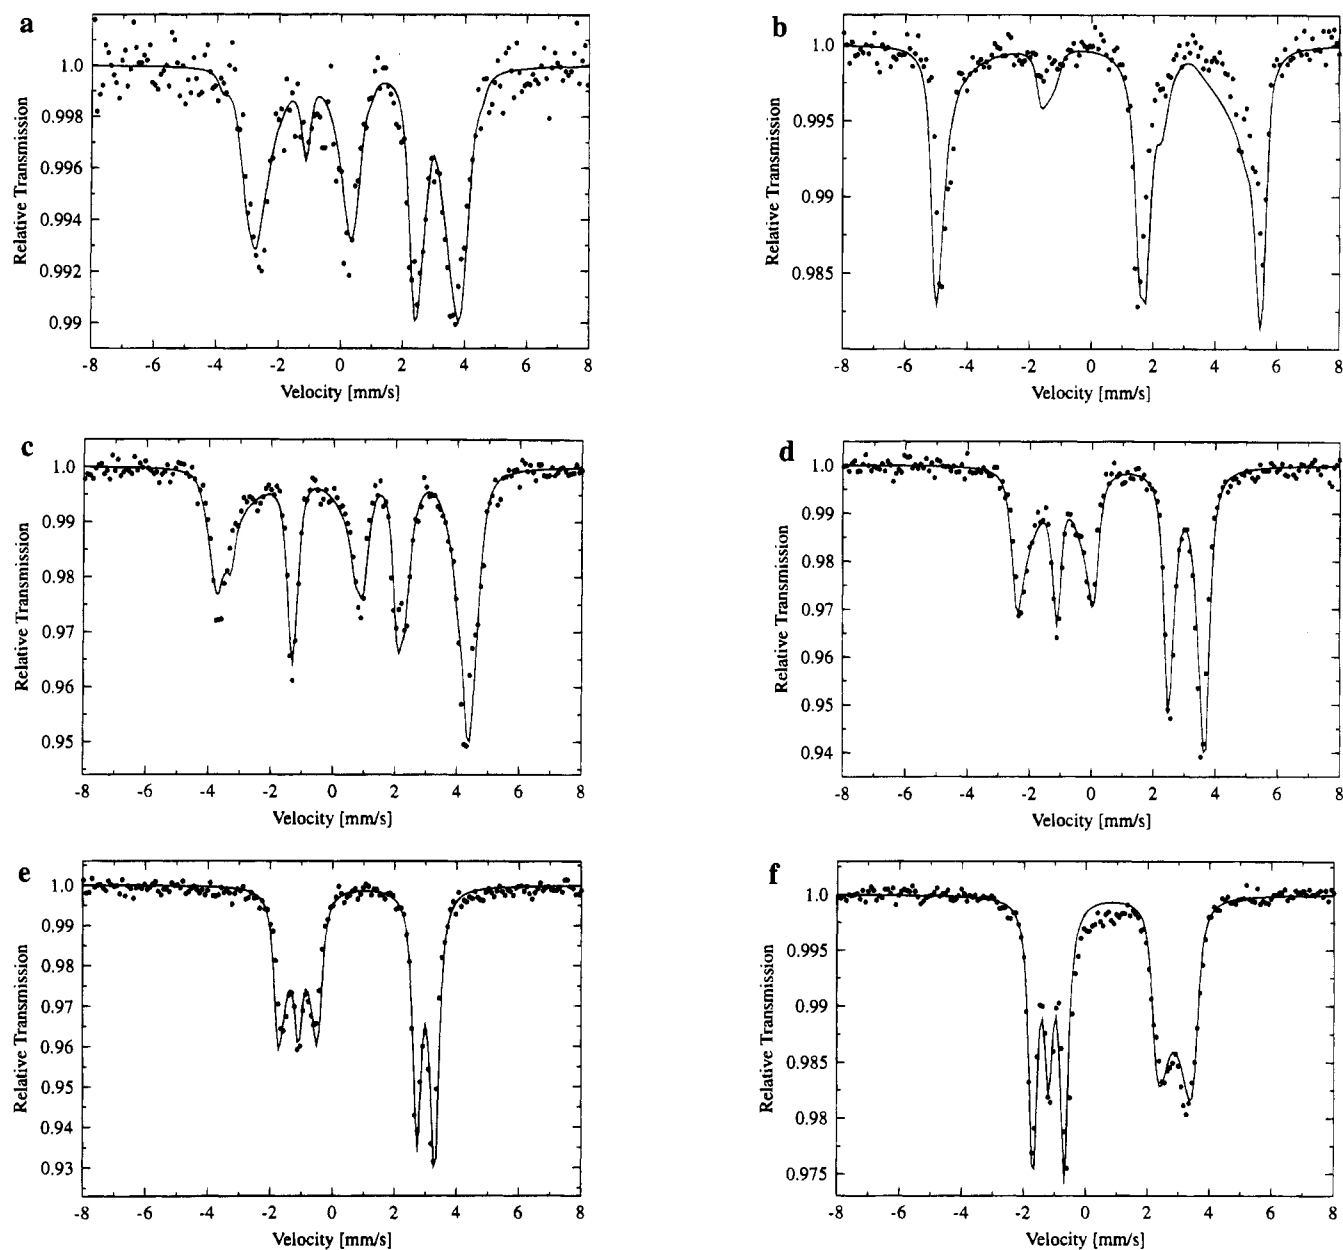 a
1.0
0.998
0.996
0.994
0.992
0.99
Relative Transmission
-8 -6 -4 -2 0 2 4 6 8
Velocity [mm/s]
b
1.0
0.995
0.99
0.985
Relative Transmission
-8 -6 -4 -2 0 2 4 6 8
Velocity [mm/s]
c
1.0
0.99
0.98
0.97
0.96
0.95
Relative Transmission
-8 -6 -4 -2 0 2 4 6 8
Velocity [mm/s]
d
1.0
0.99
0.98
0.97
0.96
0.95
0.94
Relative Transmission
-8 -6 -4 -2 0 2 4 6 8
Velocity [mm/s]
e
1.0
0.99
0.98
0.97
0.96
0.95
0.94
0.93
Relative Transmission
-8 -6 -4 -2 0 2 4 6 8
Velocity [mm/s]
f
1.0
0.995
0.99
0.985
0.98
0.975
Relative Transmission
-8 -6 -4 -2 0 2 4 6 8
Velocity [mm/s]